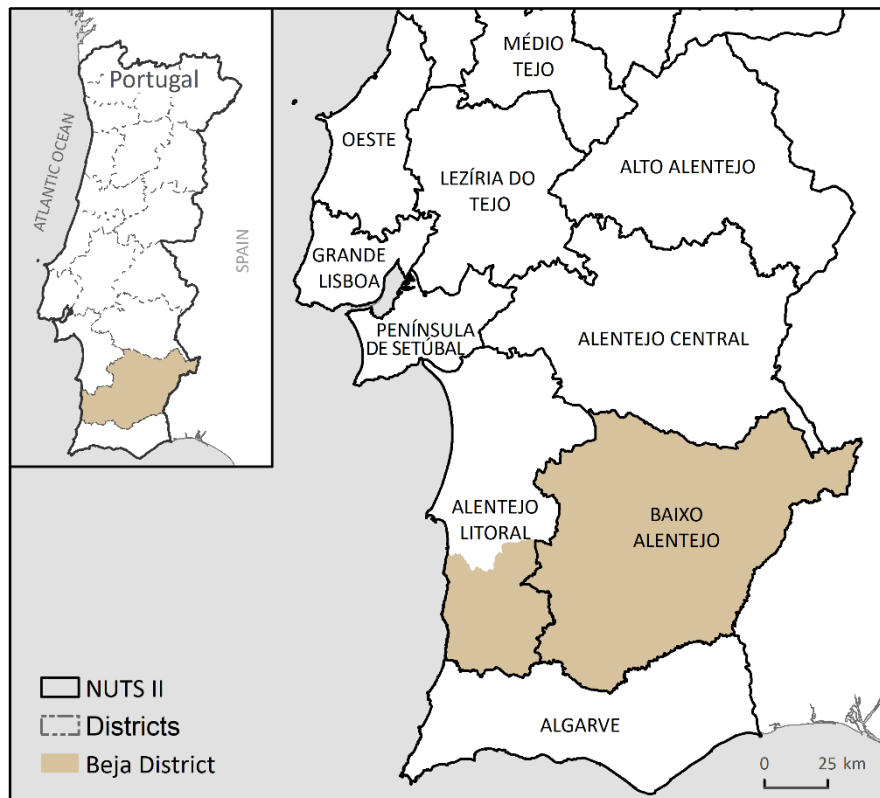 Portugal
ATLANTIC OCEAN
SPAIN
MÉDIO
TEJO
OESTE
LEZÍRIA DO
TEJO
ALTO ALENTEJO
GRANDE
LISBOA
PENÍNSULA
DE SETÚBAL
ALENTEJO CENTRAL
ALENTEJO
LITORAL
BAIXO
ALENTEJO
ALGARVE
NUTS II
Districts
Beja District
0 25 km